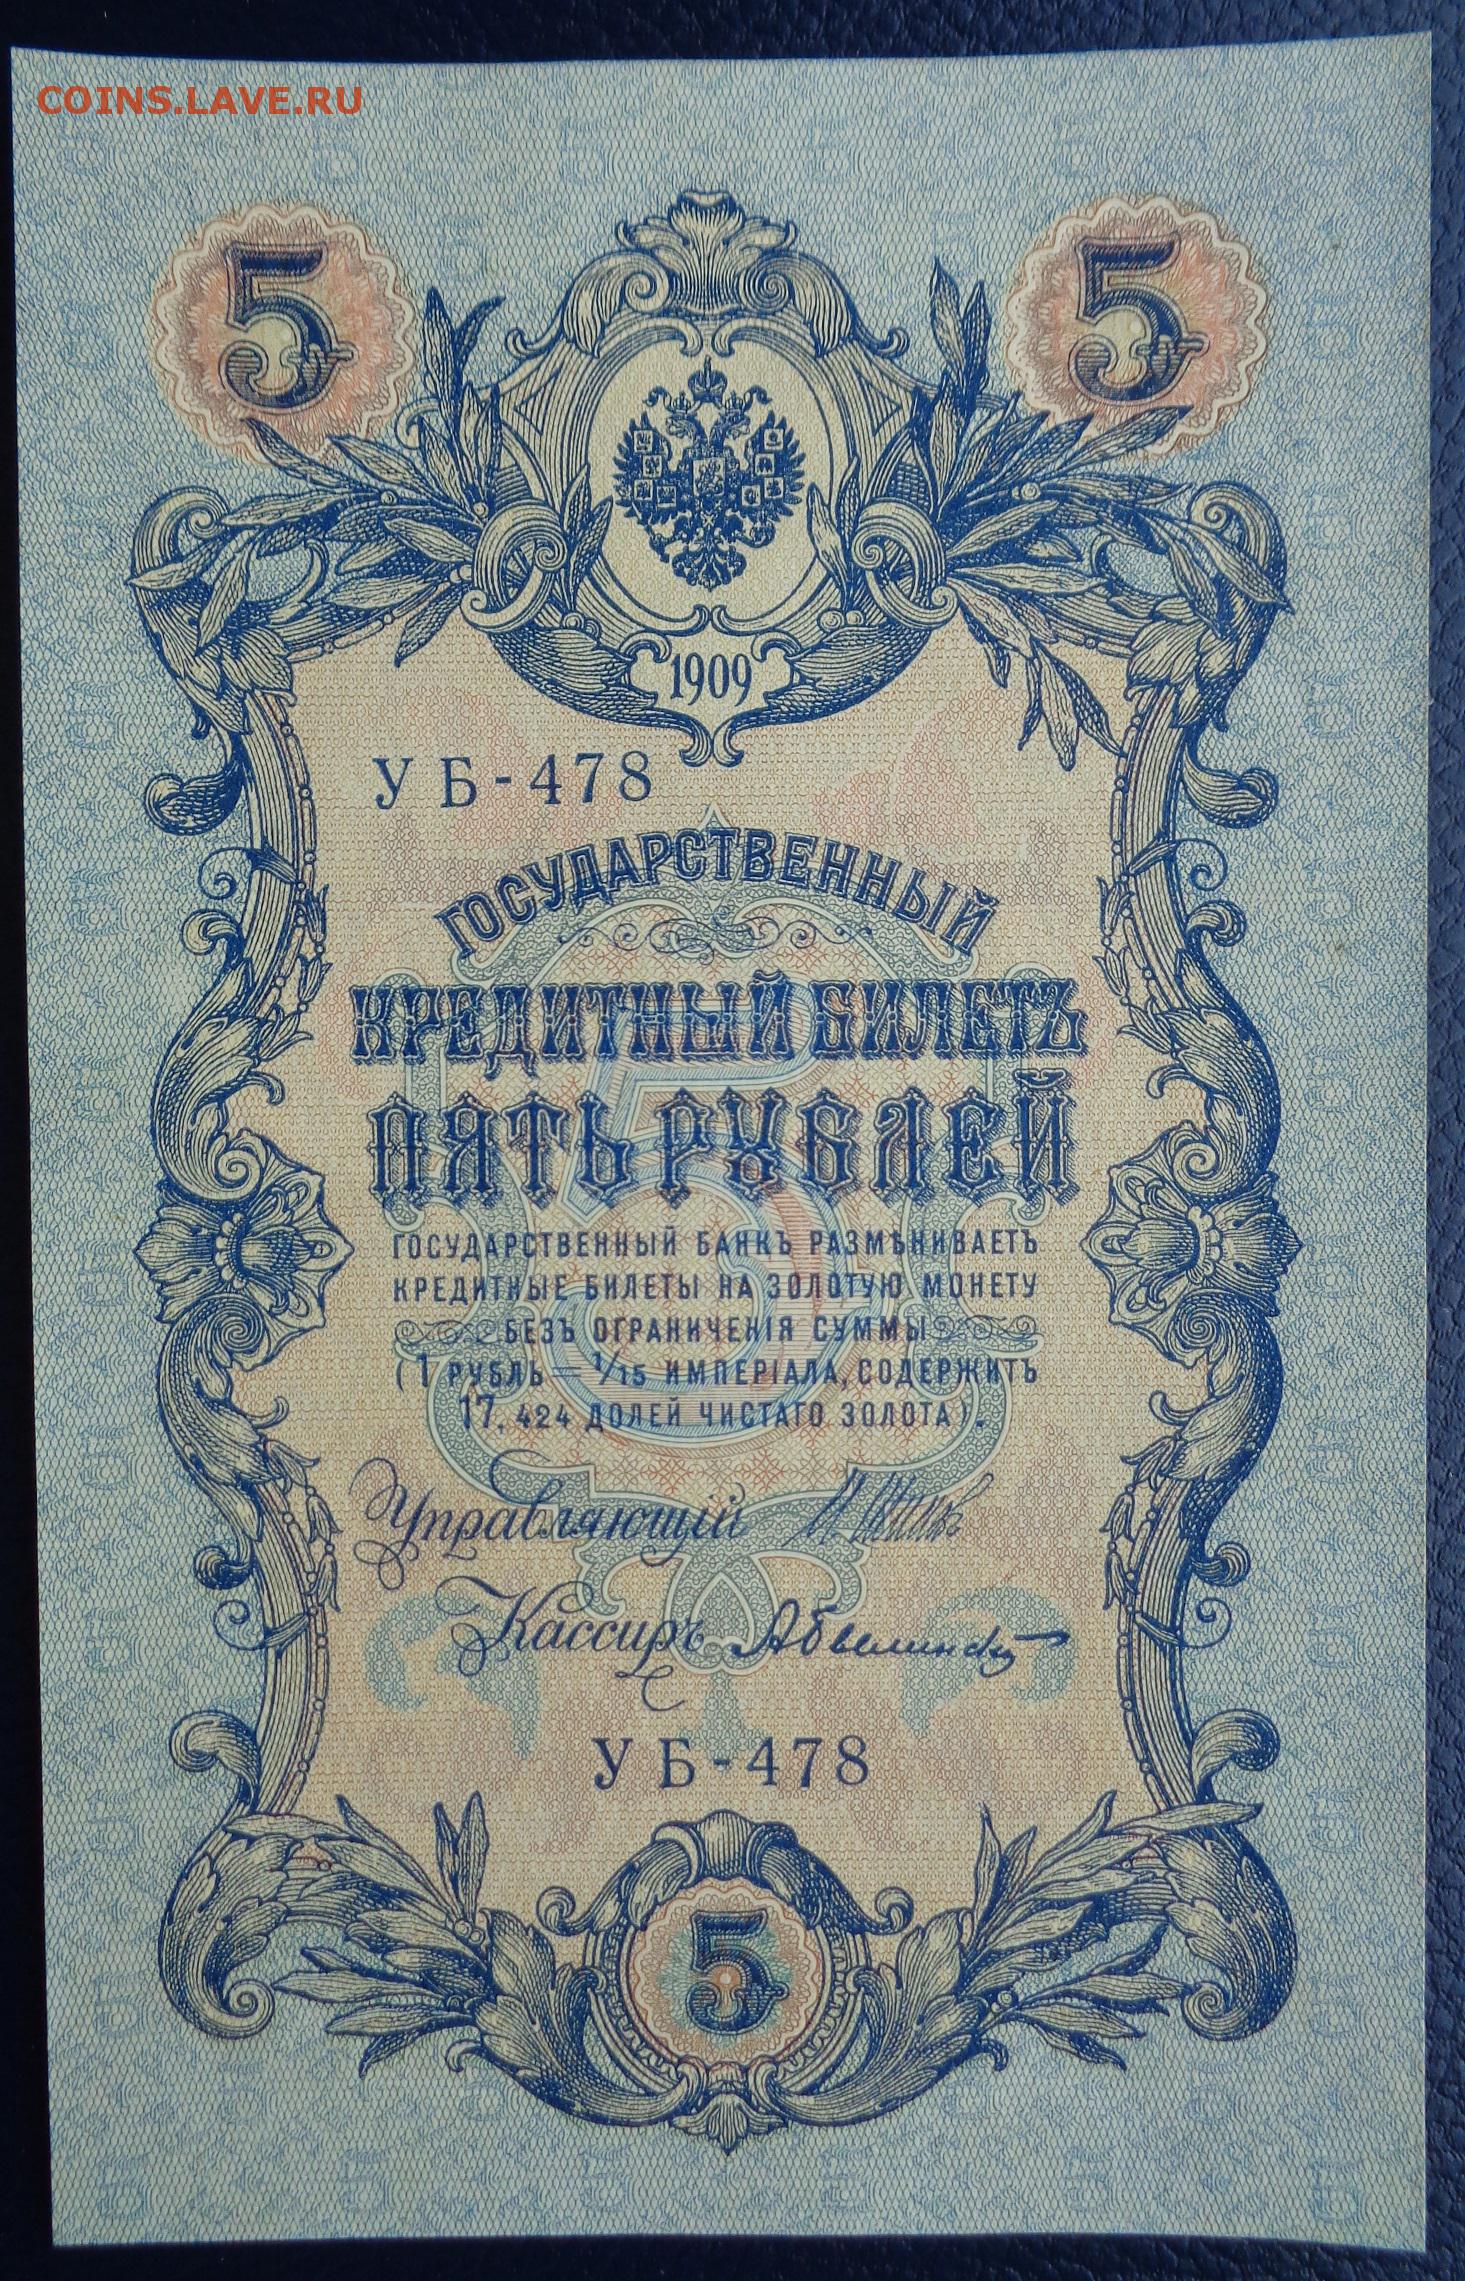 COINS.LAVE.RU
5 5
1909
УБ-478
ГОСУДАРСТВЕННЫЙ
КРЕДИТНЫЙ БИЛЕТЪ
ПЯТЬ РУБЛЕЙ
ГОСУДАРСТВЕННЫЙ БАНКЪ РАЗМѢНИВАЕТЪ
КРЕДИТНЫЕ БИЛЕТЫ НА ЗОЛОТУЮ МОНЕТУ
БЕЗЪ ОГРАНИЧЕНІЯ СУММЫ
(1 РУБЛЬ = 1/15 ИМПЕРІАЛА, СОДЕРЖИТЪ
17,424 ДОЛЕЙ ЧИСТАГО ЗОЛОТА).
Управляющій
Кассиръ
УБ-478
5